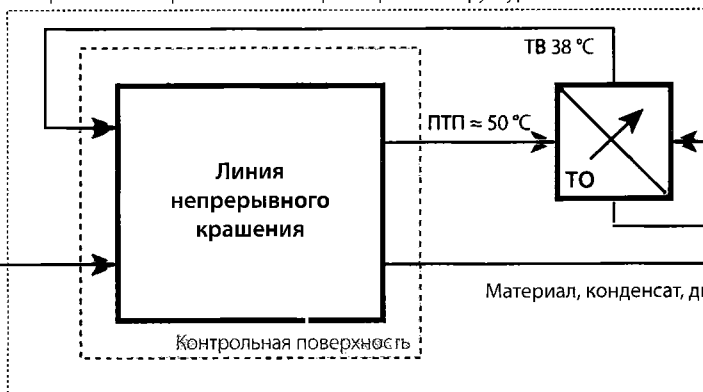 ТВ 38 °C
ПТП ≈ 50 °C
ТО
Линия
непрерывного
крашения
Материал, конденсат,
Контрольная поверхность